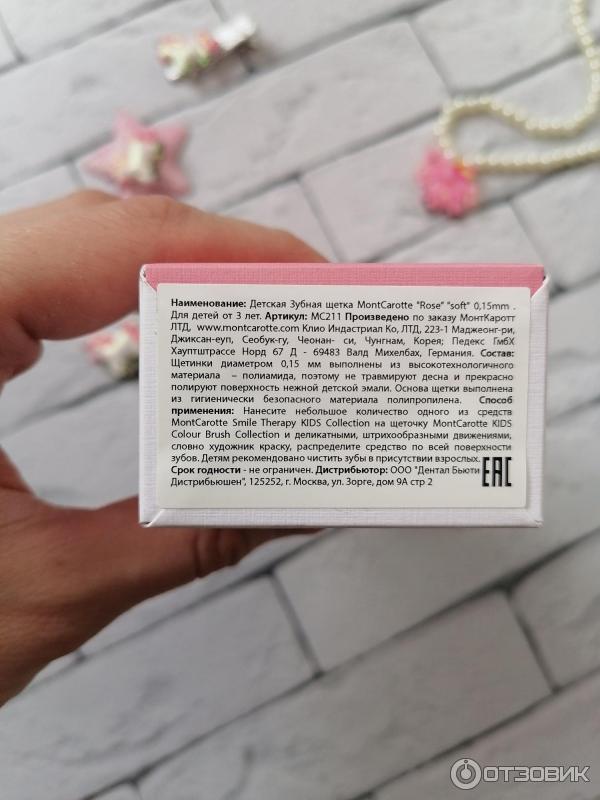 Наименование: Детская Зубная щетка MontCarotte "Rose" "soft" 0,15mm .
Для детей от 3 лет. Артикул: МС211 Произведено по заказу МонтКаротт
ЛТД, www.montcarotte.com Клио Индастриал Ко, ЛТД, 223-1 Маджеонг-ри,
Джиксан-еуп, Сеобук-гу, Чеонан- си, Чунгнам, Корея; Педекс ГмбХ
Хауптштрассе Норд 67 Д - 69483 Валд Михелбах, Германия. Состав:
Щетинки диаметром 0,15 мм выполнены из высокотехнологичного
материала – полиамида, поэтому не травмируют десна и прекрасно
полируют поверхность нежной детской эмали. Основа щетки выполнена
из гигиенически безопасного материала полипропилена. Способ
применения: Нанесите небольшое количество одного из средств
MontCarotte Smile Therapy KIDS Collection на щеточку MontCarotte KIDS
Colour Brush Collection и деликатными, штрихообразными движениями,
словно художник краску, распределите средство по всей поверхности
зубов. Детям рекомендовано чистить зубы в присутствии взрослых.
Срок годности - не ограничен. Дистрибьютор: ООО "Дентал Бьюти
Дистрибьюшен", 125252, г. Москва, ул. Зорге, дом 9А стр 2
EAC
ОТЗОВИК